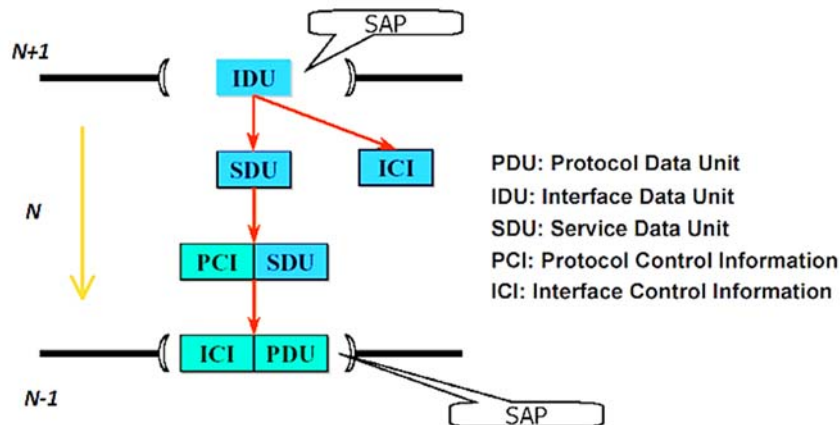 SAP
N+1
IDU
SDU
ICI
PDU: Protocol Data Unit
IDU: Interface Data Unit
SDU: Service Data Unit
PCI: Protocol Control Information
ICI: Interface Control Information
N
PCI SDU
ICI PDU
N-1
SAP